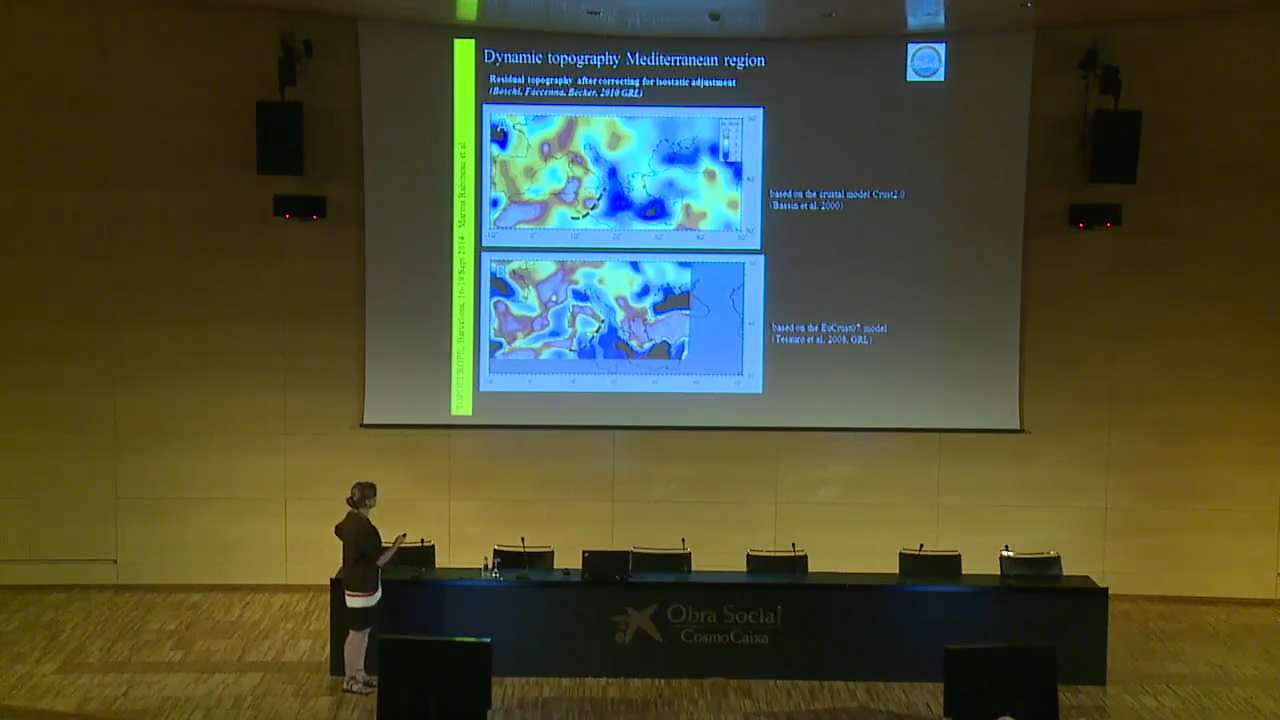 Dynamic topography Mediterranean region
Residual topography after correcting for isostatic adjustment
(Boschi, Faccenna, Becker, 2010 GRL)
A
based on the crustal model Crust2.0
(Bassin et al. 2000)
B
based on the EuCrust07 model
(Tesauro et al. 2008, GRL)
Obra Social
CosmoCaixa